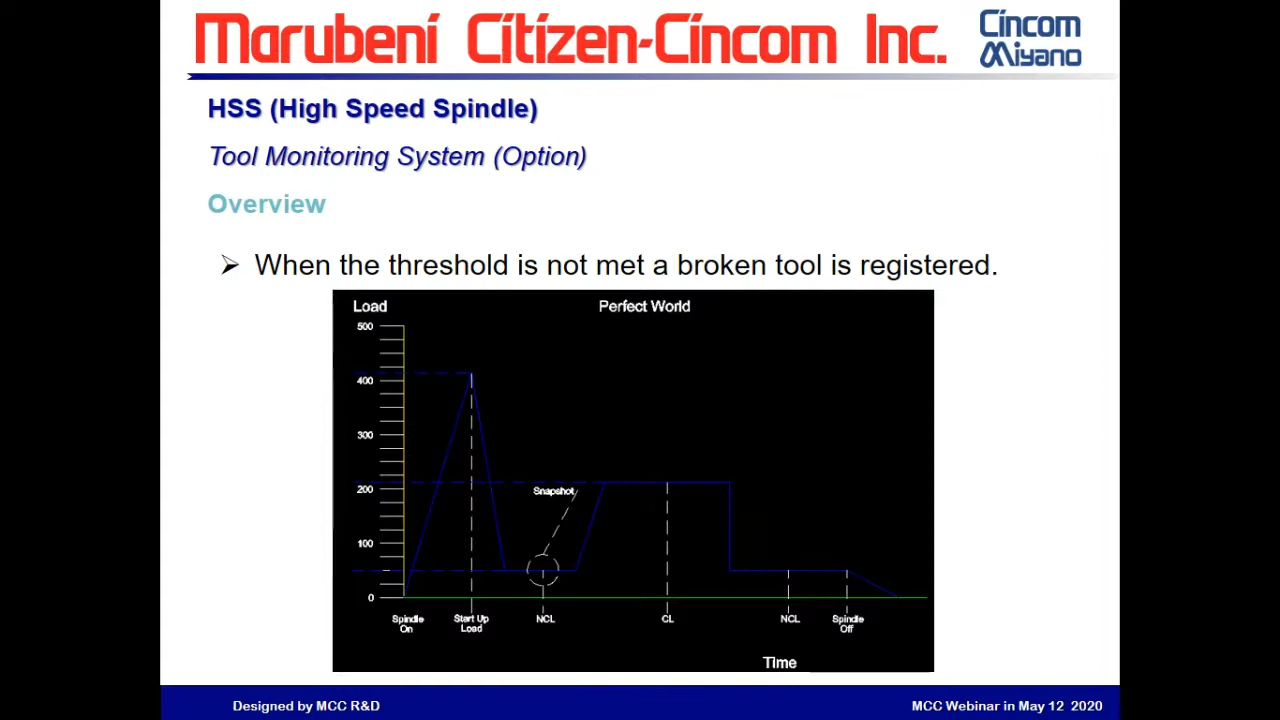 Marubeni Citizen-Cincom Inc.
Cincom
Miyano
HSS (High Speed Spindle)
Tool Monitoring System (Option)
Overview
➢ When the threshold is not met a broken tool is registered.
Load
Perfect World
500
400
300
200
100
0
Snapshot
Spindle
On
Start Up
Load
NCL
CL
NCL
Spindle
Off
Time
Designed by MCC R&D
MCC Webinar in May 12 2020